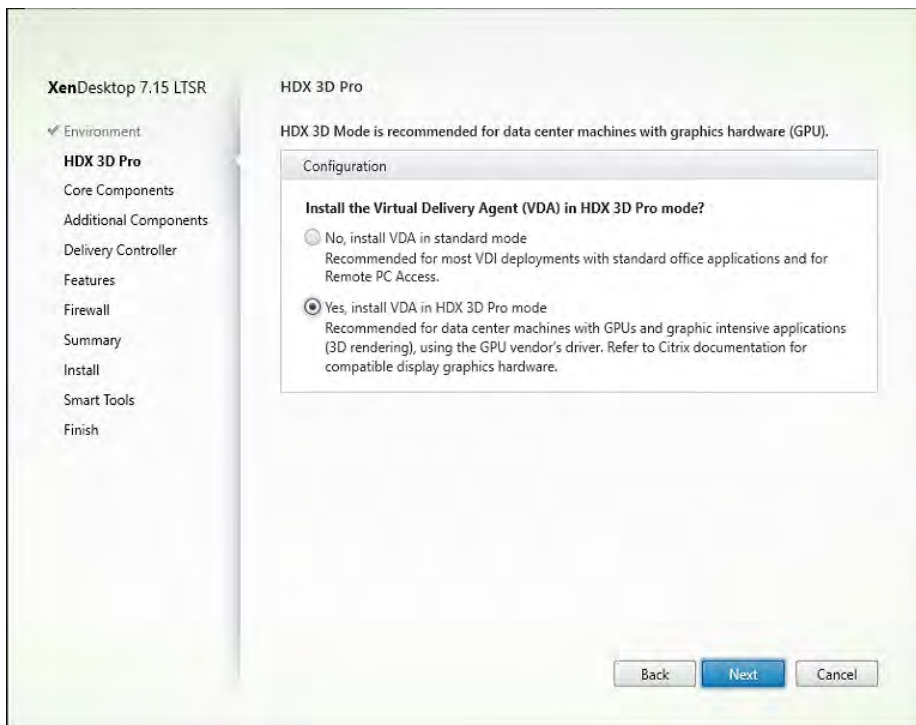 XenDesktop 7.15 LTSR
Environment
HDX 3D Pro
Core Components
Additional Components
Delivery Controller
Features
Firewall
Summary
Install
Smart Tools
Finish
HDX 3D Pro
HDX 3D Mode is recommended for data center machines with graphics hardware (GPU).
Configuration
Install the Virtual Delivery Agent (VDA) in HDX 3D Pro mode?
No, install VDA in standard mode
Recommended for most VDI deployments with standard office applications and for
Remote PC Access.
Yes, install VDA in HDX 3D Pro mode
Recommended for data center machines with GPUs and graphic intensive applications
(3D rendering), using the GPU vendor's driver. Refer to Citrix documentation for
compatible display graphics hardware.
Back
Next
Cancel